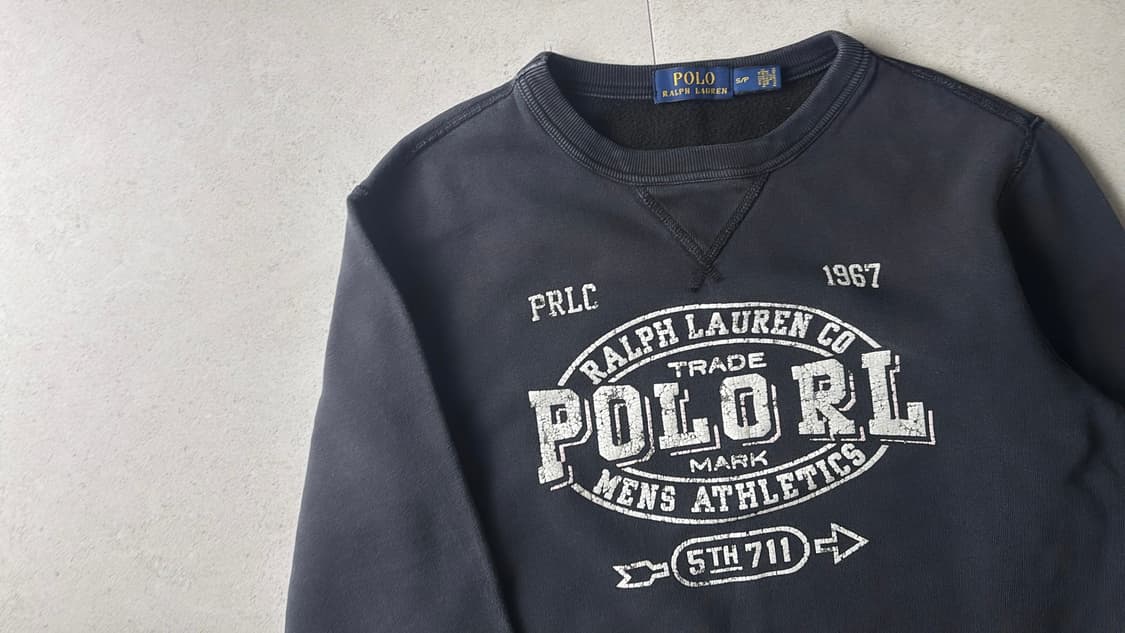 POLO
RALPH LAUREN
S/P
PRLC
1967
RALPH LAUREN CO
TRADE
POLO RL
MARK
MENS ATHLETICS
5TH 711